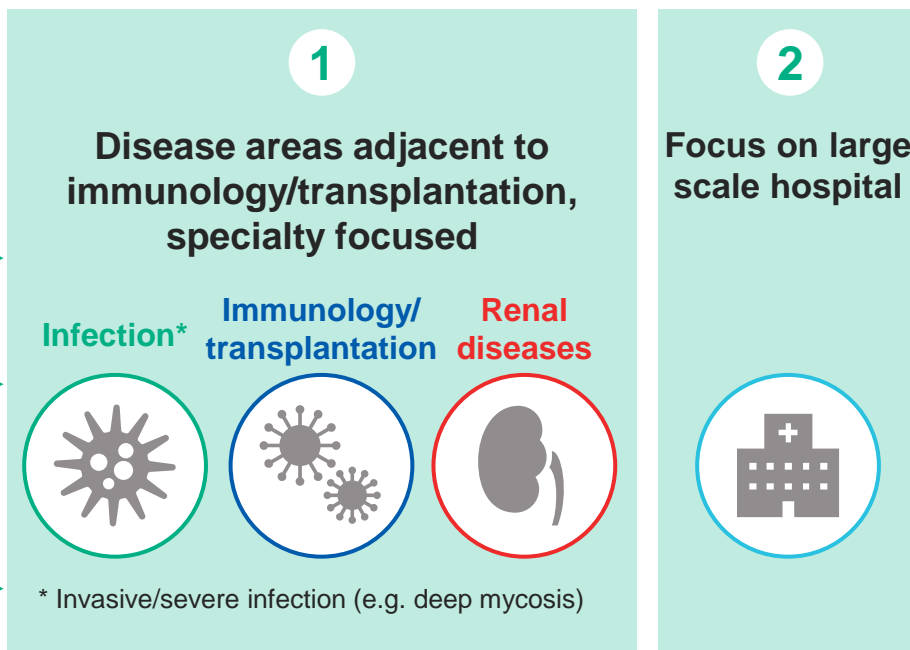 1
Disease areas adjacent to
immunology/transplantation,
specialty focused
Infection*
Immunology/
transplantation
Renal
diseases
* Invasive/severe infection (e.g. deep mycosis)
2
Focus on large
scale hospital